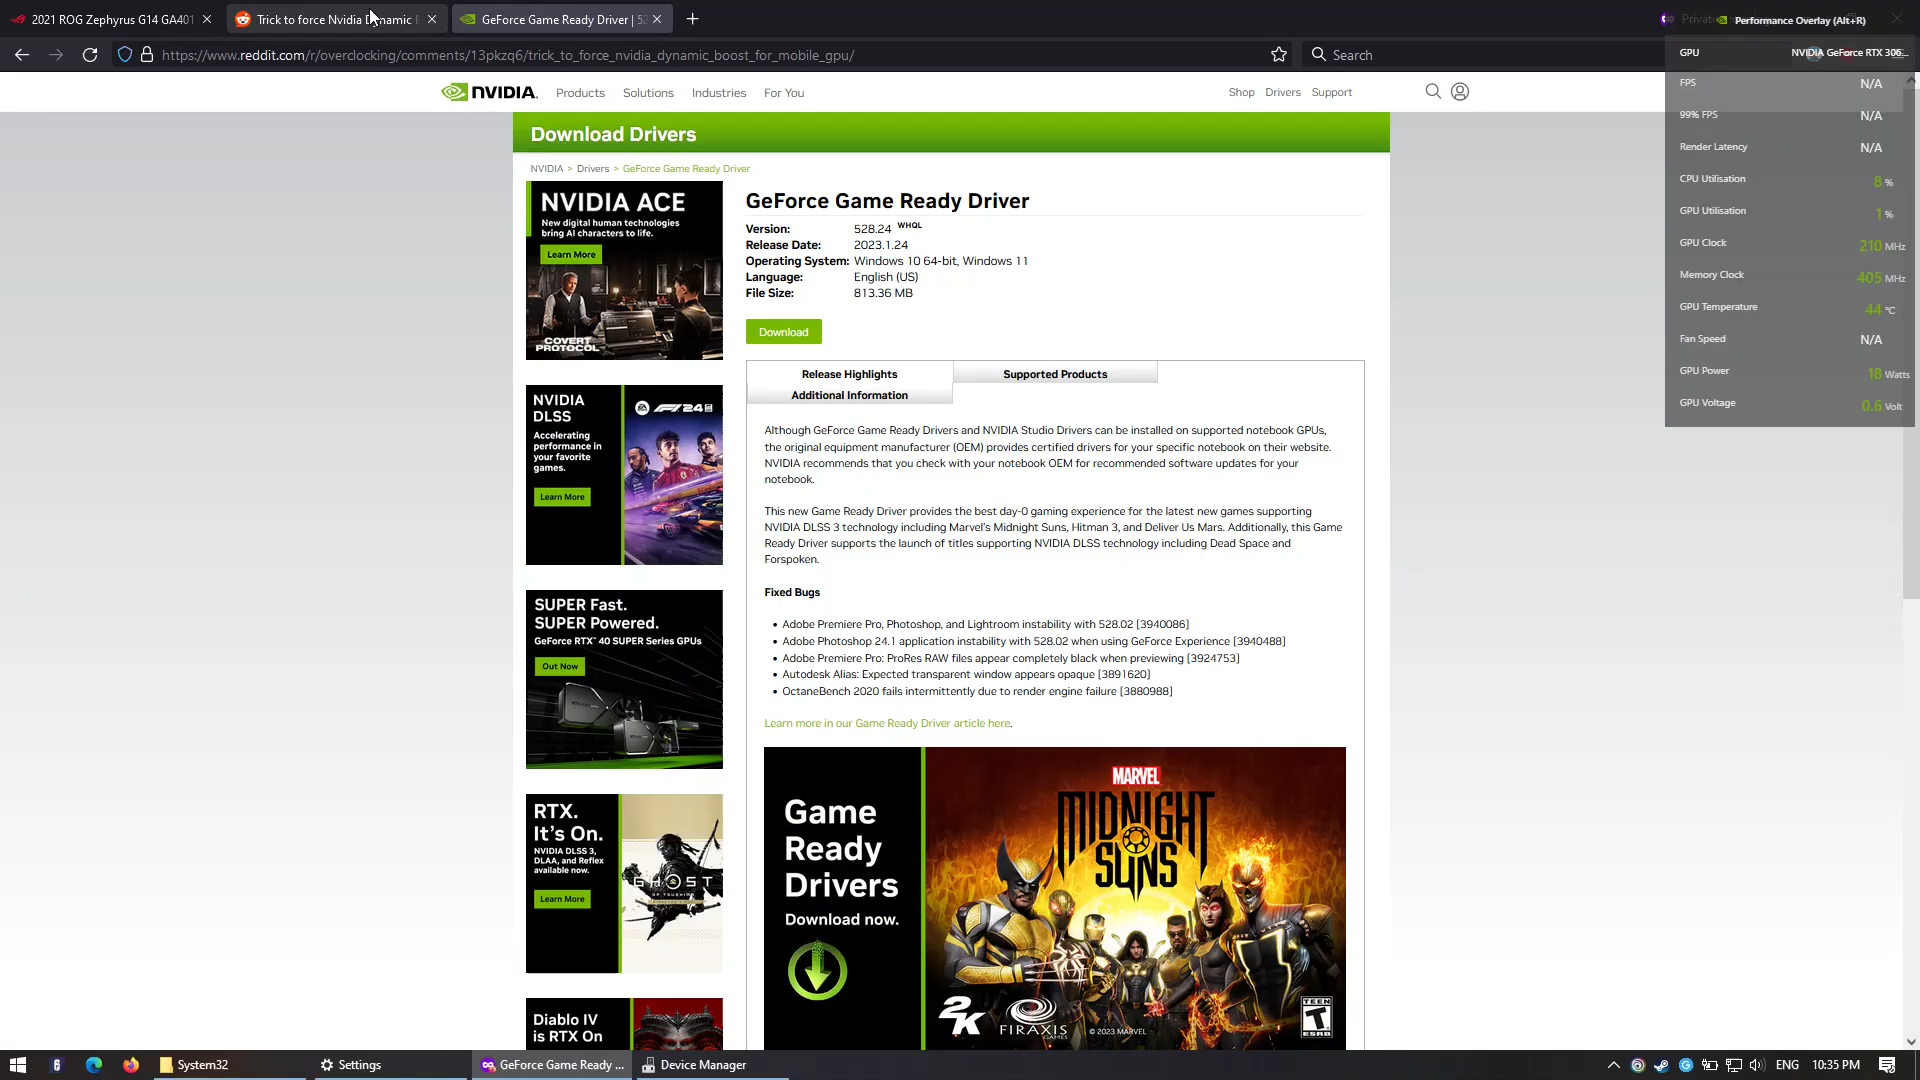 2021 ROG Zephyrus G14 GA401
Trick to force Nvidia Dynamic
GeForce Game Ready Driver | 52
https://www.reddit.com/r/overclocking/comments/13pkzq6/trick_to_force_nvidia_dynamic_boost_for_mobile_gpu/
Search
Performance Overlay (Alt+R)
GPU NVIDIA GeForce RTX 306...
FPS N/A
99% FPS N/A
Render Latency N/A
CPU Utilisation 8 %
GPU Utilisation 1 %
GPU Clock 210 MHz
Memory Clock 405 MHz
GPU Temperature 44 °C
Fan Speed N/A
GPU Power 18 Watts
GPU Voltage 0.6 Volt
NVIDIA. Products Solutions Industries For You Shop Drivers Support
Download Drivers
NVIDIA > Drivers > GeForce Game Ready Driver
NVIDIA ACE
New digital human technologies
bring AI characters to life.
Learn More
COVERT
PROTOCOL
NVIDIA
DLSS
Accelerating
performance in
your favorite
games.
Learn More
F1 24
SUPER Fast.
SUPER Powered.
GeForce RTX™ 40 SUPER Series GPUs
Out Now
RTX.
It's On.
NVIDIA DLSS 3,
DLAA, and Reflex
available now.
Learn More
GHOST
OF TSUSHIMA
Diablo IV
is RTX On
GeForce Game Ready Driver
Version: 528.24 WHQL
Release Date: 2023.1.24
Operating System: Windows 10 64-bit, Windows 11
Language: English (US)
File Size: 813.36 MB
Download
Release Highlights
Supported Products
Additional Information
Although GeForce Game Ready Drivers and NVIDIA Studio Drivers can be installed on supported notebook GPUs,
the original equipment manufacturer (OEM) provides certified drivers for your specific notebook on their website.
NVIDIA recommends that you check with your notebook OEM for recommended software updates for your
notebook.
This new Game Ready Driver provides the best day-0 gaming experience for the latest new games supporting
NVIDIA DLSS 3 technology including Marvel's Midnight Suns, Hitman 3, and Deliver Us Mars. Additionally, this Game
Ready Driver supports the launch of titles supporting NVIDIA DLSS technology including Dead Space and
Forspoken.
Fixed Bugs
• Adobe Premiere Pro, Photoshop, and Lightroom instability with 528.02 [3940086]
• Adobe Photoshop 24.1 application instability with 528.02 when using GeForce Experience [3940488]
• Adobe Premiere Pro: ProRes RAW files appear completely black when previewing [3924753]
• Autodesk Alias: Expected transparent window appears opaque [3891620]
• OctaneBench 2020 fails intermittently due to render engine failure [3880988]
Learn more in our Game Ready Driver article here.
Game
Ready
Drivers
Download now.
MARVEL
MIDNIGHT
SUNS
2K
FIRAXIS
GAMES
© 2023 MARVEL
TEEN
T
ESRB
System32
Settings
GeForce Game Ready ...
Device Manager
ENG
10:35 PM